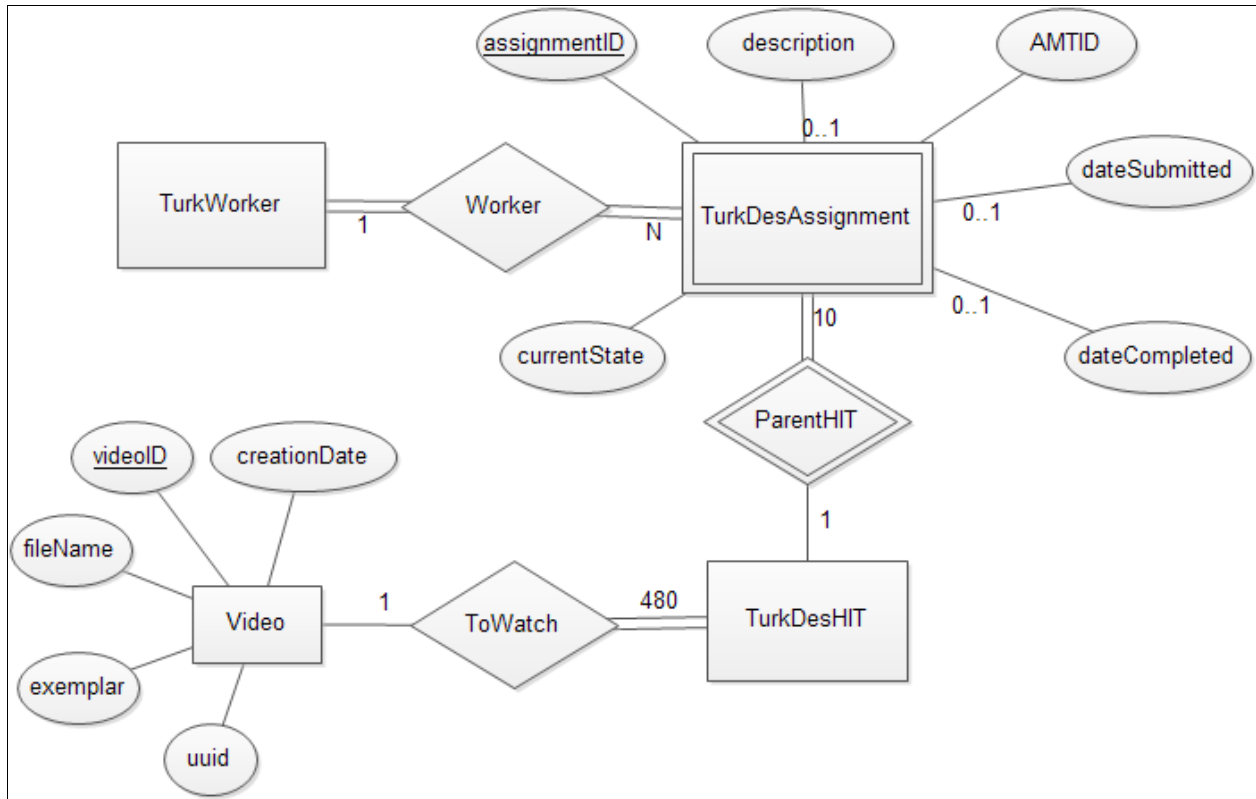 assignmentID
description
AMTID
0..1
dateSubmitted
TurkWorker
1
Worker
N
TurkDesAssignment
0..1
0..1
10
currentState
dateCompleted
ParentHIT
videoID
creationDate
1
fileName
1
480
Video
ToWatch
TurkDesHIT
exemplar
uuid